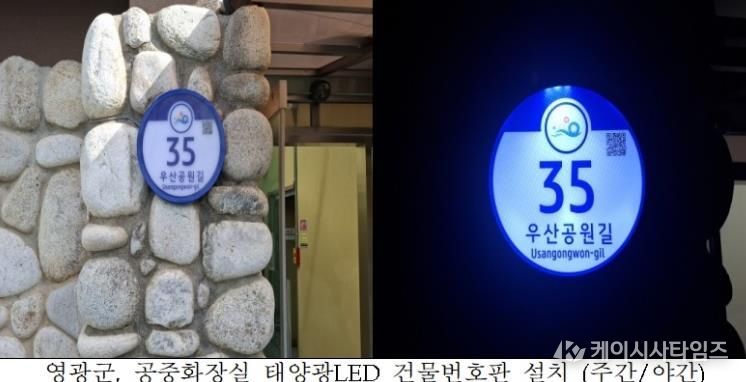 35
우산공원길
Usangongwon-gil
35
우산공원길
Usangongwon-gil
케이시사타임즈
영광군, 공중화장실 태양광LED 건물번호판 설치 (주간/야간)